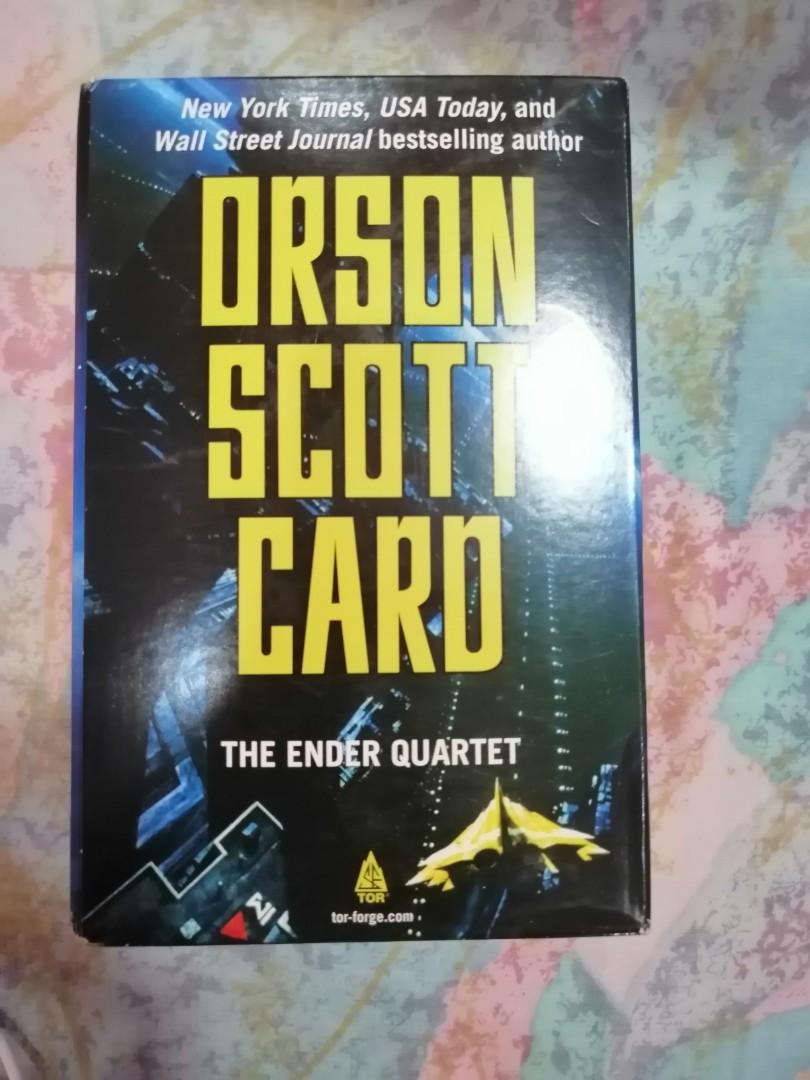 New York Times, USA Today, and
Wall Street Journal bestselling author
ORSON
SCOTT
CARD
THE ENDER QUARTET
TOR
tor-forge.com